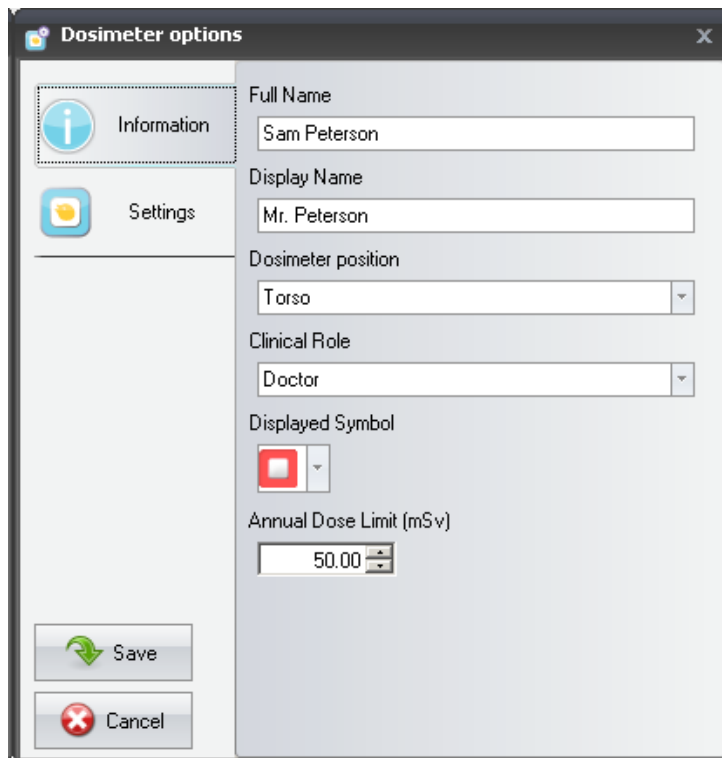 Dosimeter options
Information
Settings
Full Name
Sam Peterson
Display Name
Mr. Peterson
Dosimeter position
Torso
Clinical Role
Doctor
Displayed Symbol
Annual Dose Limit (mSv)
50.00
Save
Cancel